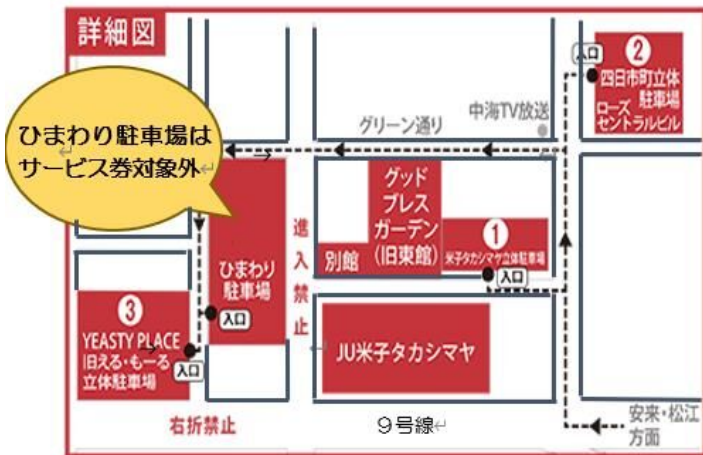 詳細図
ひまわり駐車場は
サービス券対象外
グリーン通り
中海TV放送
入口
②
四日市町立体
駐車場
ローズ
セントラルビル
グッド
ブレス
ガーデン
(旧東館)
別館
①
米子タカシマヤ立体駐車場
入口
進入禁止
ひまわり
駐車場
入口
③
YEASTY PLACE
旧える・もーる
立体駐車場
入口
JU米子タカシマヤ
右折禁止
9号線
安来・松江
方面